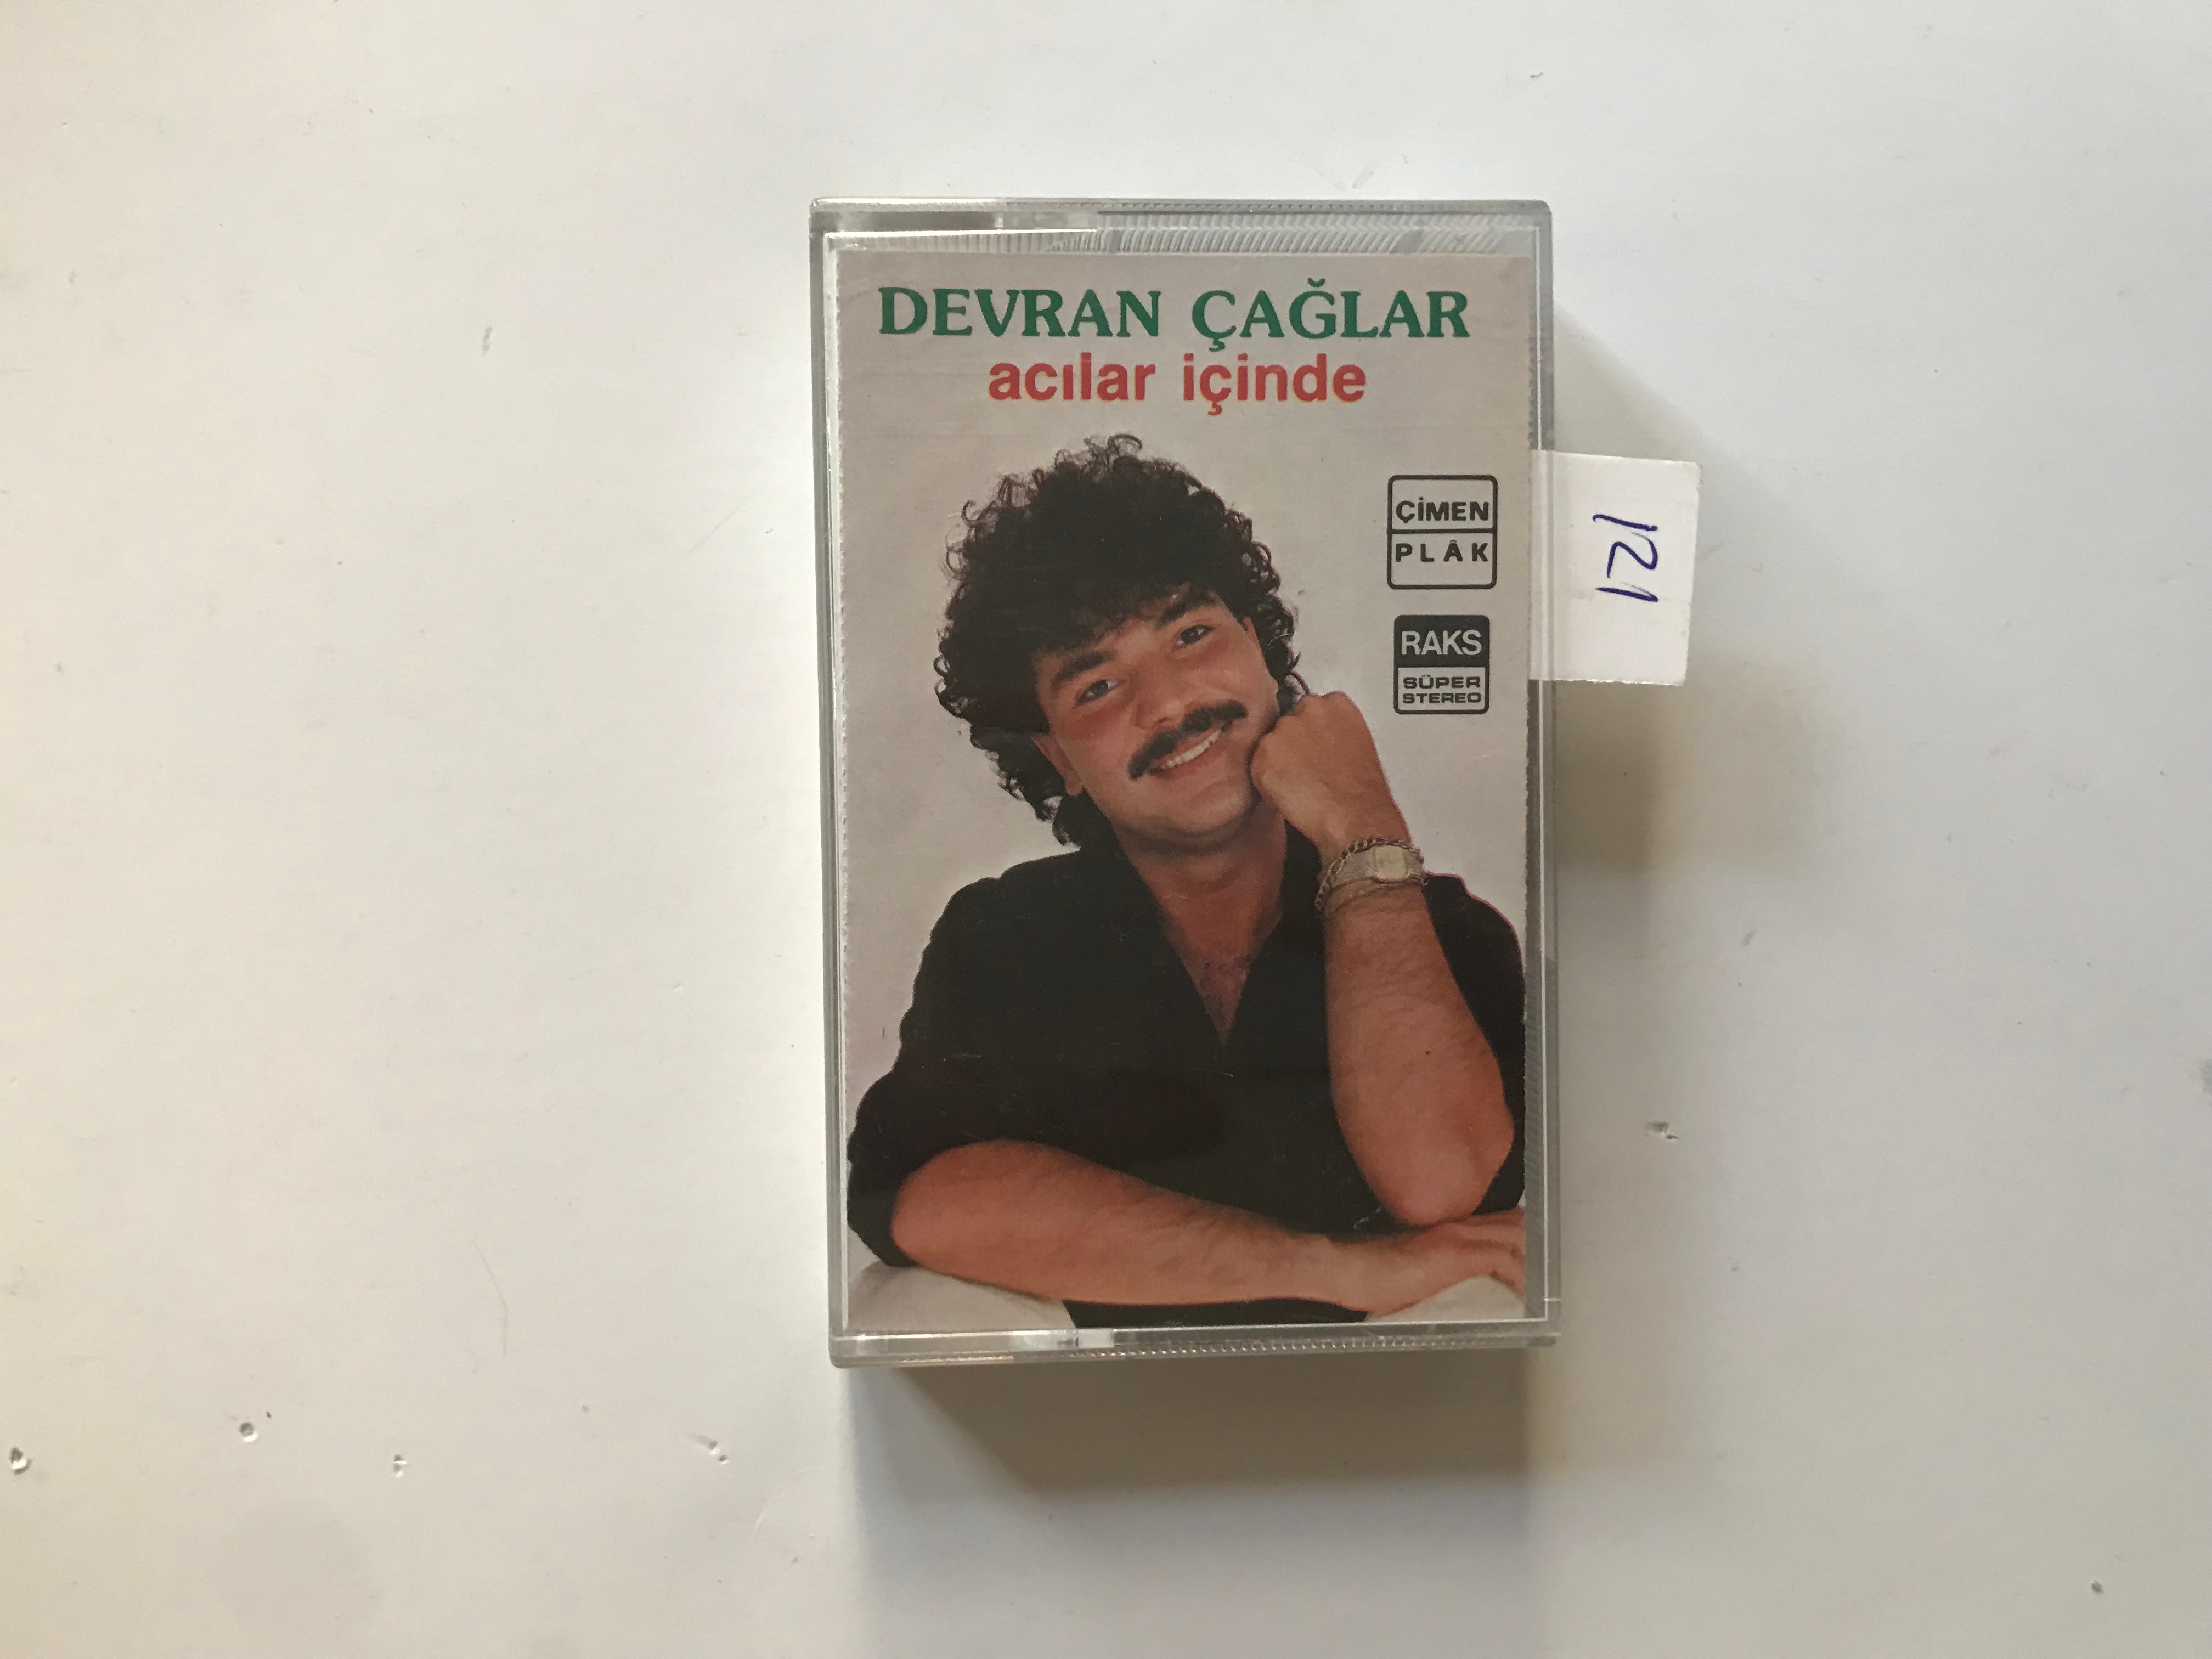 DEVRAN ÇAĞLAR
acılar içinde
ÇİMEN
PLÂK
RAKS
SÜPER
STEREO
121